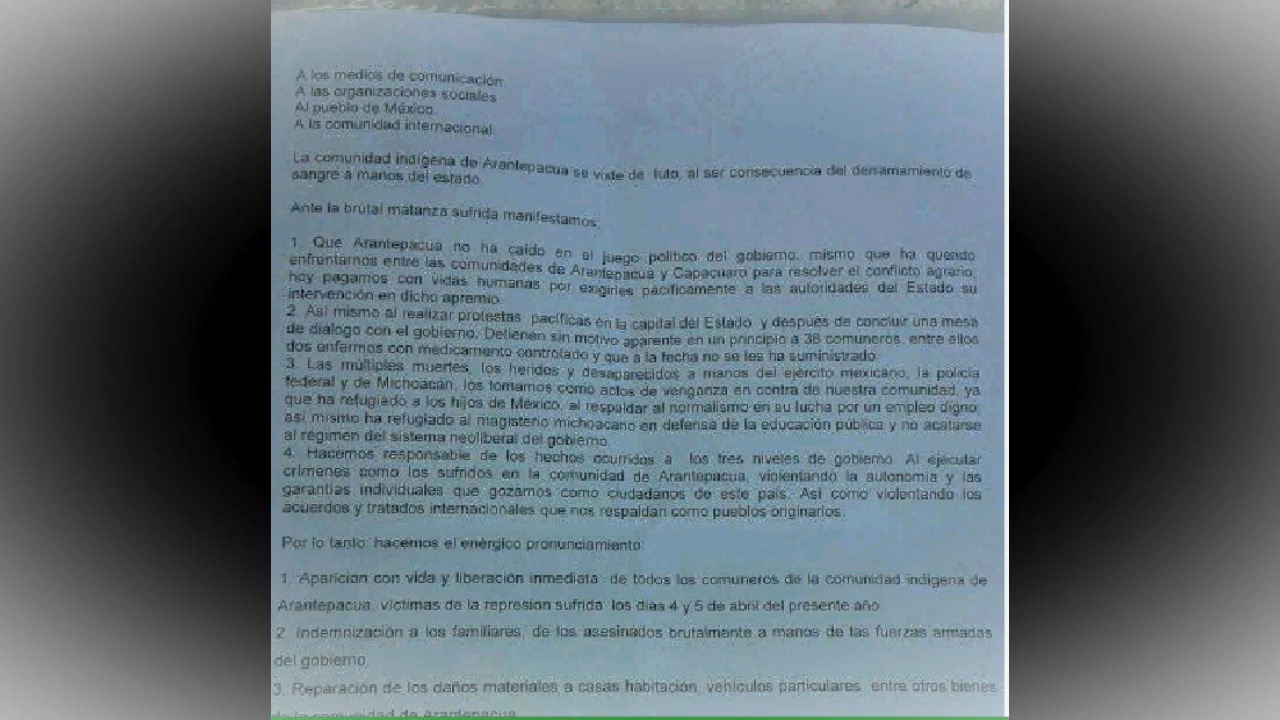 A los medios de comunicación
A las organizaciones sociales
Al pueblo de México
A la comunidad internacional:
La comunidad indígena de Arantepacua se viste de luto, al ser consecuencia del derramamiento de
sangre a manos del estado.
Ante la brutal matanza sufrida manifestamos:
1. Que Arantepacua no ha caído en el juego político del gobierno, mismo que ha querido
enfrentarnos entre las comunidades de Arantepacua y Capacuaro para resolver el conflicto agrario,
hoy pagamos con vidas humanas por exigirles pacíficamente a las autoridades del Estado su
intervención en dicho apremio.
2. Así mismo al realizar protestas pacíficas en la capital del Estado y después de concluir una mesa
de diálogo con el gobierno, Detienen sin motivo aparente en un principio a 38 comuneros, entre ellos
dos enfermos con medicamento controlado y que a la fecha no se les ha suministrado.
3. Las múltiples muertes, los heridos y desaparecidos a manos del ejército mexicano, la policía
federal y de Michoacán, los tomamos como actos de venganza en contra de nuestra comunidad, ya
que ha refugiado a los hijos de México, al respaldar al normalismo en su lucha por un empleo digno,
así mismo ha refugiado al magisterio michoacano en defensa de la educación pública y no acatarse
al régimen del sistema neoliberal del gobierno.
4. Hacemos responsable de los hechos ocurridos a los tres niveles de gobierno. Al ejecutar
crímenes como los sufridos en la comunidad de Arantepacua, violentando la autonomía y las
garantías individuales que gozamos como ciudadanos de este país. Así como violentando los
acuerdos y tratados internacionales que nos respaldan como pueblos originarios.
Por lo tanto hacemos el enérgico pronunciamiento:
1. Aparición con vida y liberación inmediata de todos los comuneros de la comunidad indígena de
Arantepacua, víctimas de la represión sufrida los días 4 y 5 de abril del presente año.
2. Indemnización a los familiares, de los asesinados brutalmente a manos de las fuerzas armadas
del gobierno.
3. Reparación de los daños materiales a casas habitación, vehículos particulares, entre otros bienes
de la comunidad de Arantepacua